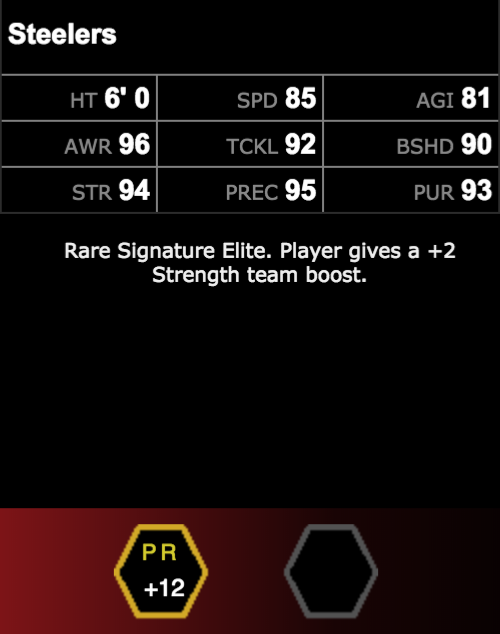 Steelers
HT 6' 0 SPD 85 AGI 81
AWR 96 TCKL 92 BSHD 90
STR 94 PREC 95 PUR 93
Rare Signature Elite. Player gives a +2
Strength team boost.
PR
+12